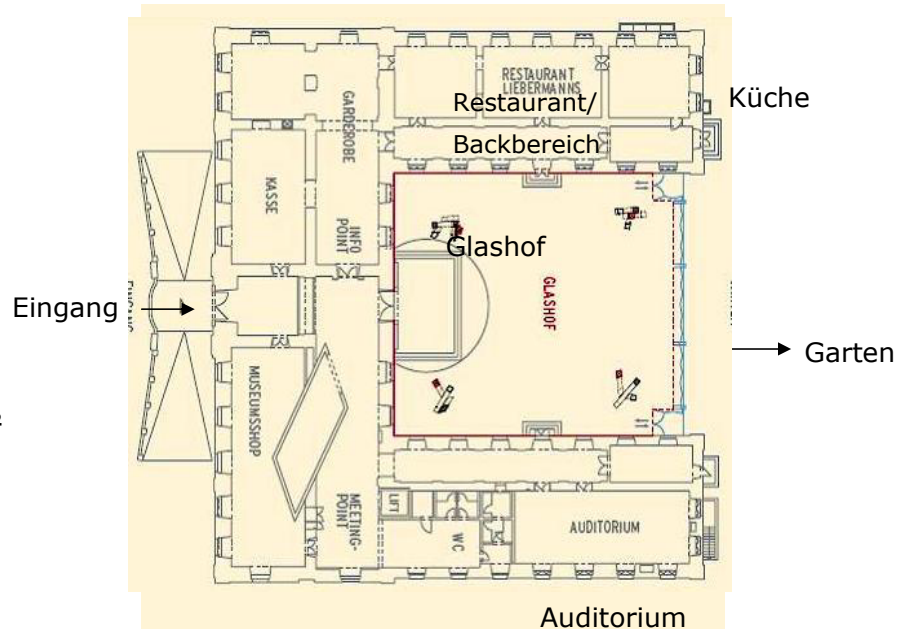 RESTAURANT
LIEBERMANNS
Restaurant/
Backbereich
Küche
GARDEROBE
KASSE
INFO
POINT
Glashof
GLASHOF
Eingang
Garten
MUSEUMSSHOP
MEETING-
POINT
LIFT
WC
AUDITORIUM
Auditorium